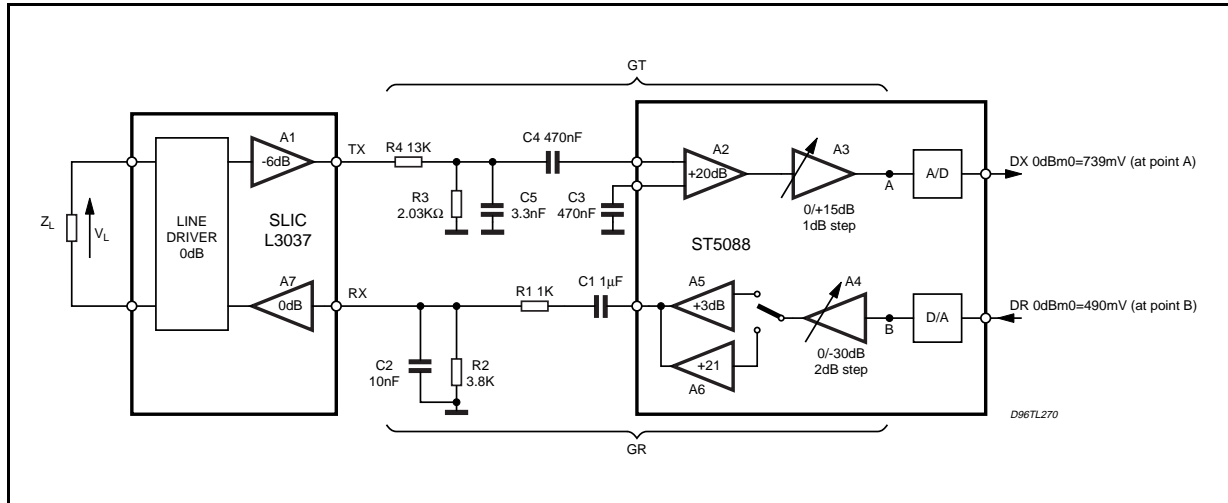 GT
A1
-6dB
TX
R4 13K
C4 470nF
A2
+20dB
A3
A
A/D
DX 0dBm0=739mV (at point A)
R3
2.03KΩ
C5
3.3nF
C3
470nF
0/+15dB
1dB step
ZL
VL
LINE
DRIVER
0dB
SLIC
L3037
ST5088
A7
0dB
RX
R1 1K
C1 1µF
A5
+3dB
A4
B
D/A
DR 0dBm0=490mV (at point B)
C2
10nF
R2
3.8K
+21
A6
0/-30dB
2dB step
D96TL270
GR